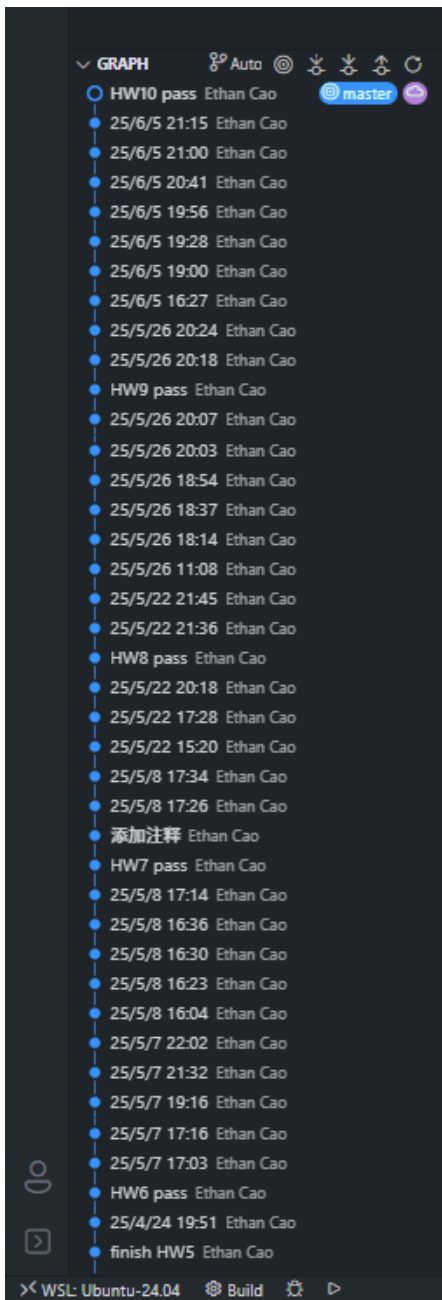 GRAPH Auto
HW10 pass Ethan Cao master
25/6/5 21:15 Ethan Cao
25/6/5 21:00 Ethan Cao
25/6/5 20:41 Ethan Cao
25/6/5 19:56 Ethan Cao
25/6/5 19:28 Ethan Cao
25/6/5 19:00 Ethan Cao
25/6/5 16:27 Ethan Cao
25/5/26 20:24 Ethan Cao
25/5/26 20:18 Ethan Cao
HW9 pass Ethan Cao
25/5/26 20:07 Ethan Cao
25/5/26 20:03 Ethan Cao
25/5/26 18:54 Ethan Cao
25/5/26 18:37 Ethan Cao
25/5/26 18:14 Ethan Cao
25/5/26 11:08 Ethan Cao
25/5/22 21:45 Ethan Cao
25/5/22 21:36 Ethan Cao
HW8 pass Ethan Cao
25/5/22 20:18 Ethan Cao
25/5/22 17:28 Ethan Cao
25/5/22 15:20 Ethan Cao
25/5/8 17:34 Ethan Cao
25/5/8 17:26 Ethan Cao
添加注释 Ethan Cao
HW7 pass Ethan Cao
25/5/8 17:14 Ethan Cao
25/5/8 16:36 Ethan Cao
25/5/8 16:30 Ethan Cao
25/5/8 16:23 Ethan Cao
25/5/8 16:04 Ethan Cao
25/5/7 22:02 Ethan Cao
25/5/7 21:32 Ethan Cao
25/5/7 19:16 Ethan Cao
25/5/7 17:16 Ethan Cao
25/5/7 17:03 Ethan Cao
HW6 pass Ethan Cao
25/4/24 19:51 Ethan Cao
finish HW5 Ethan Cao
WSL: Ubuntu-24.04 Build